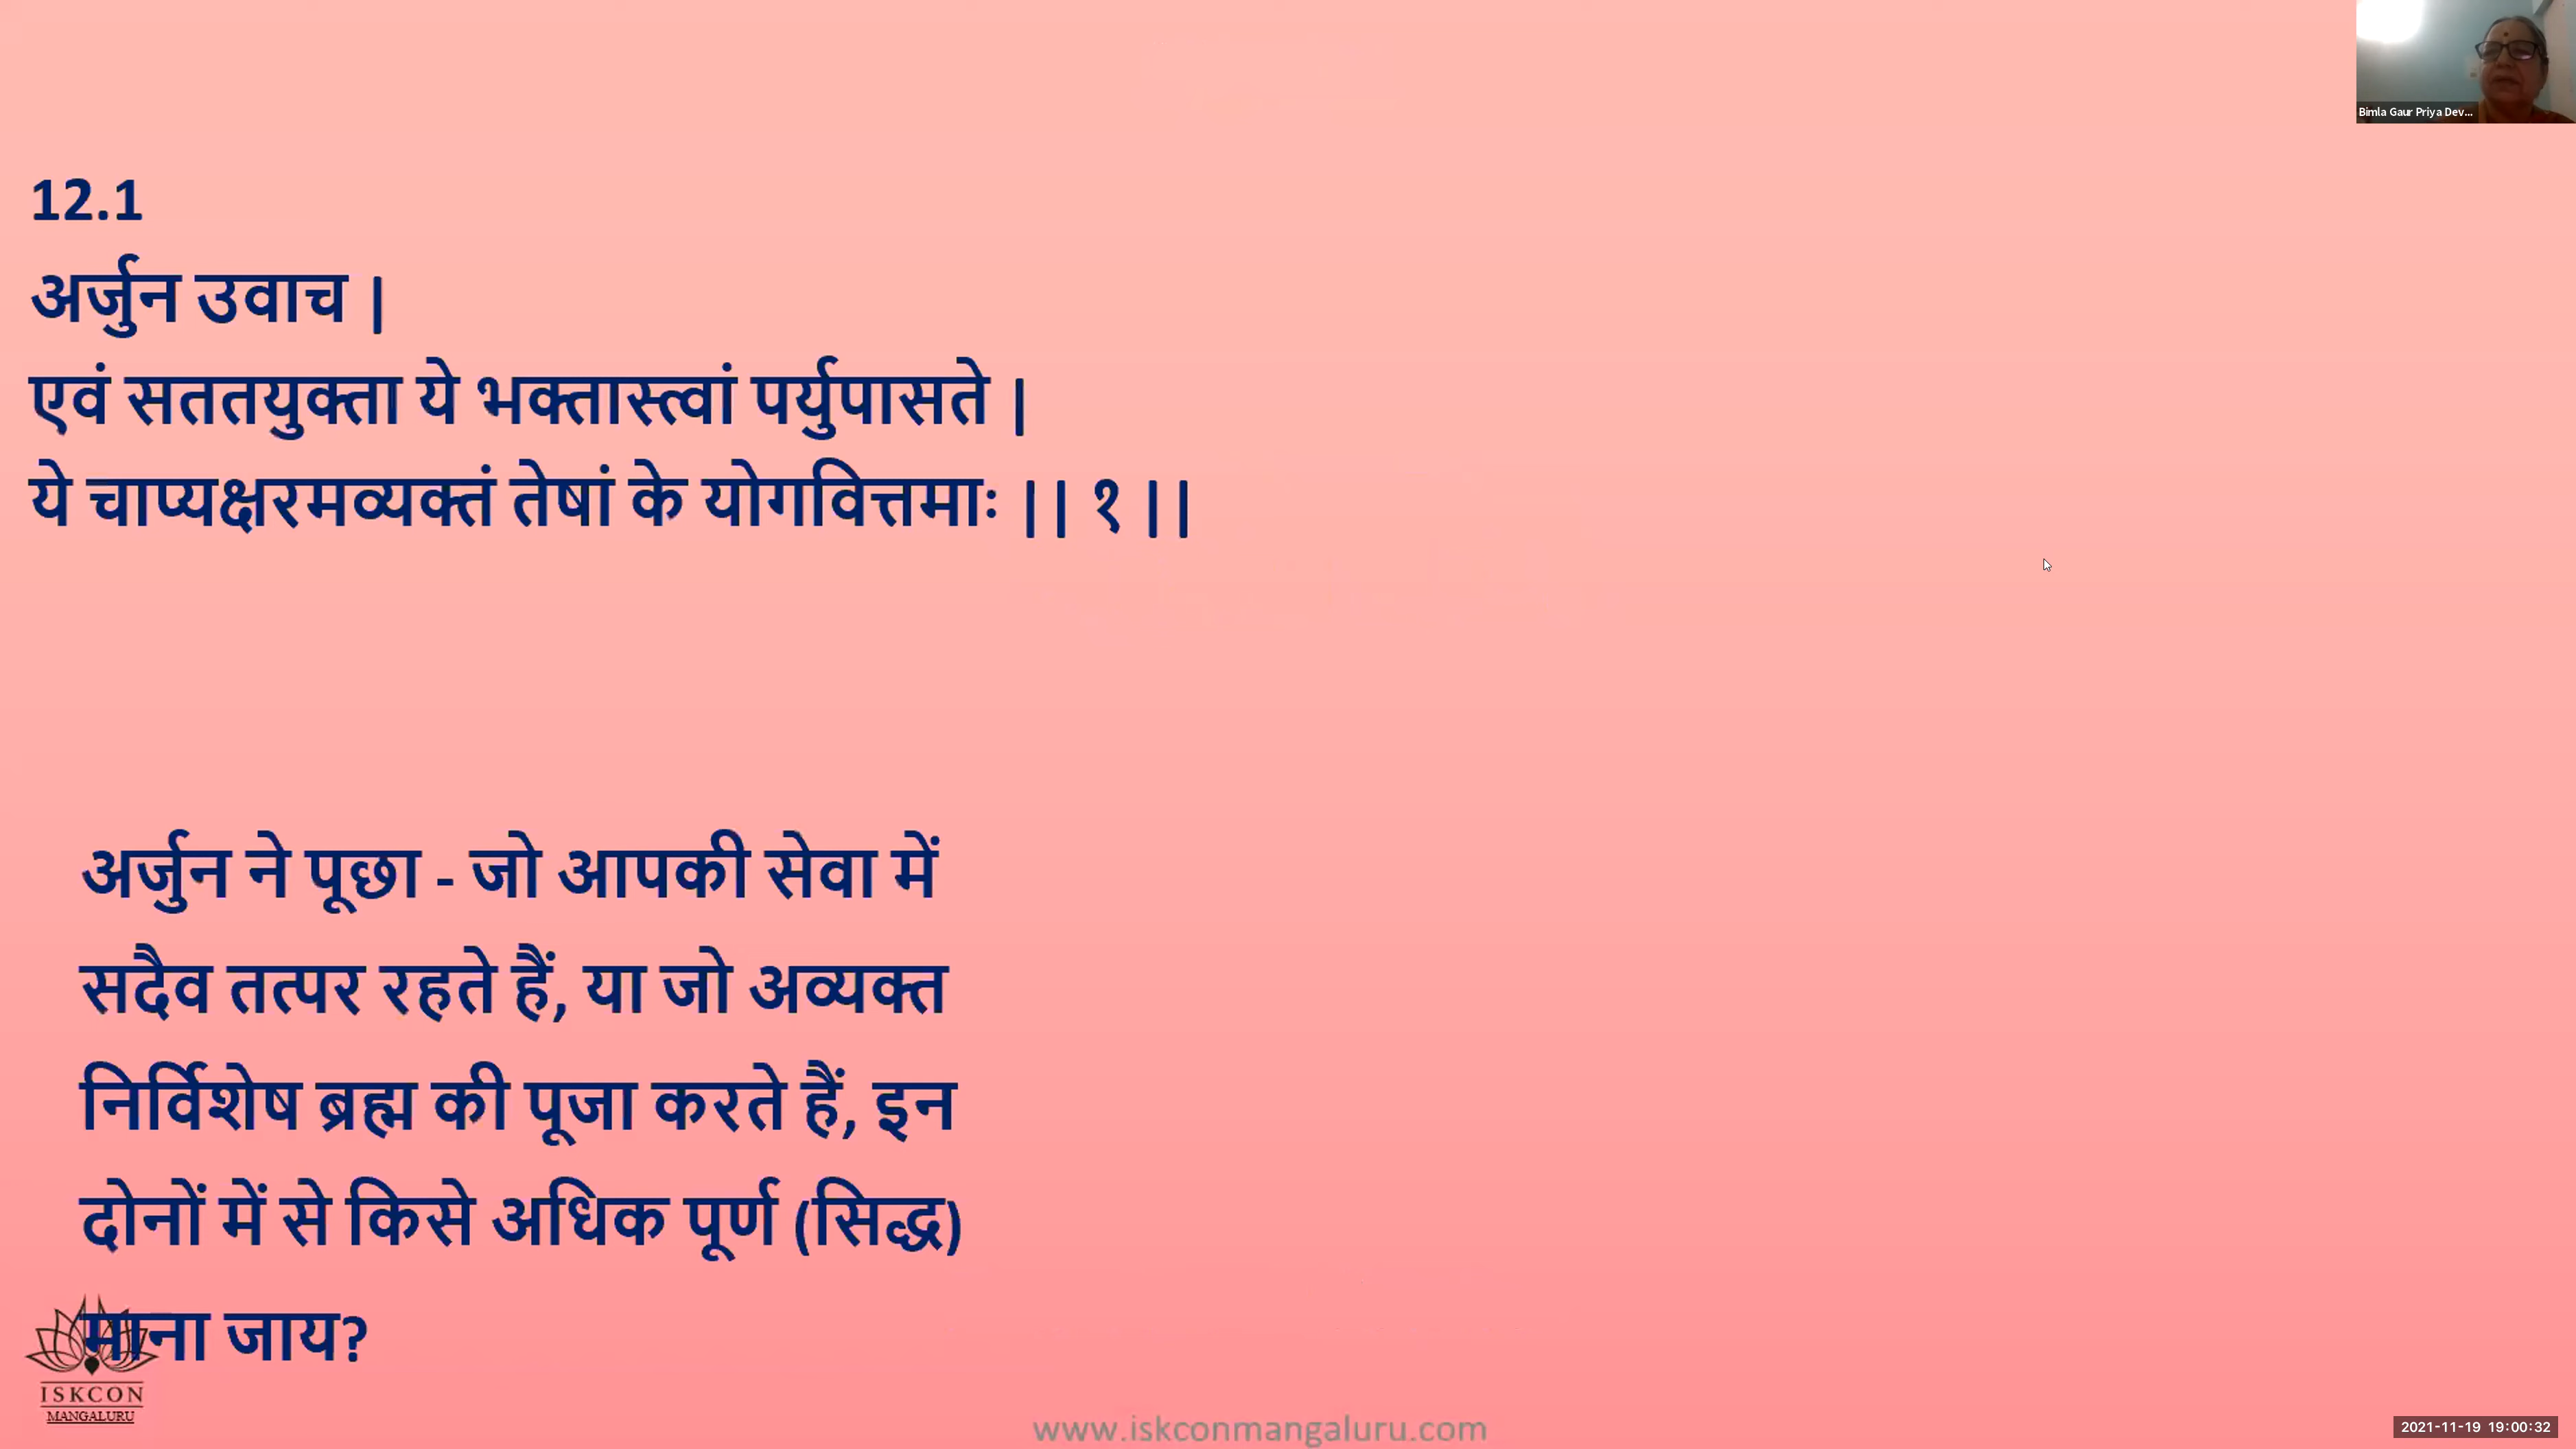 Bimla Gaur Priya Dev...
12.1
अर्जुन उवाच |
एवं सततयुक्ता ये भक्तास्त्वां पर्युपासते |
ये चाप्यक्षरमव्यक्तं तेषां के योगवित्तमाः || १ ||
अर्जुन ने पूछा - जो आपकी सेवा में
सदैव तत्पर रहते हैं, या जो अव्यक्त
निर्विशेष ब्रह्म की पूजा करते हैं, इन
दोनों में से किसे अधिक पूर्ण (सिद्ध)
माना जाय?
ISKCON
MANGALURU
www.iskconmangaluru.com
2021-11-19 19:00:32